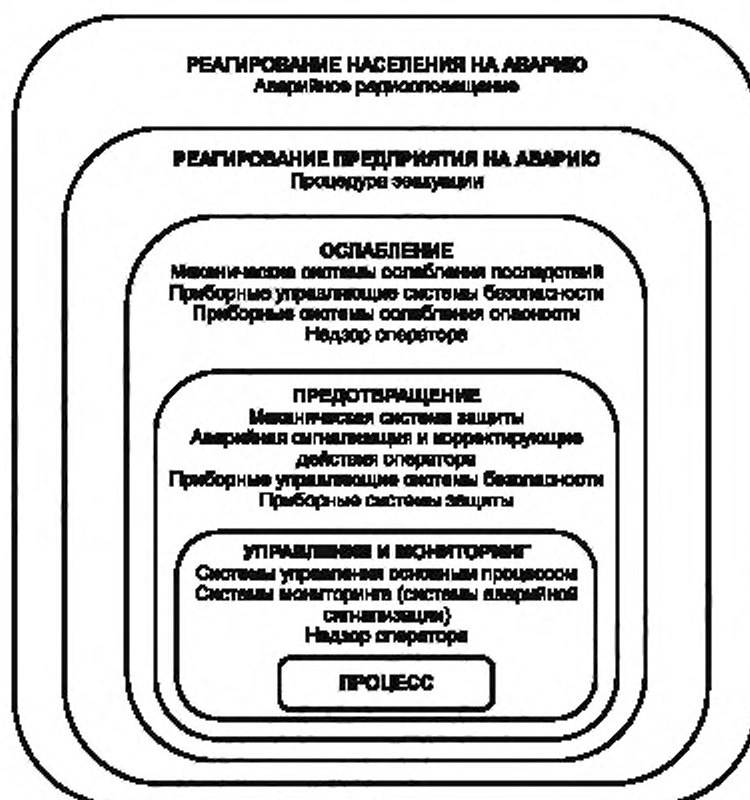 РЕАГИРОВАНИЕ НАСЕЛЕНИЯ НА АВАРИЮ
Аварийное радиооповещение
РЕАГИРОВАНИЕ ПРЕДПРИЯТИЯ НА АВАРИЮ
Процедура эвакуации
ОСЛАБЛЕНИЕ
Механические системы ослабления последствий
Приборные управляющие системы безопасности
Приборные системы ослабления опасности
Надзор оператора
ПРЕДОТВРАЩЕНИЕ
Механическая система защиты
Аварийная сигнализация и корректирующие
действия оператора
Приборные управляющие системы безопасности
Приборные системы защиты
УПРАВЛЕНИЕ И МОНИТОРИНГ
Системы управления основным процессом
Системы мониторинга (системы аварийной
сигнализации)
Надзор оператора
ПРОЦЕСС